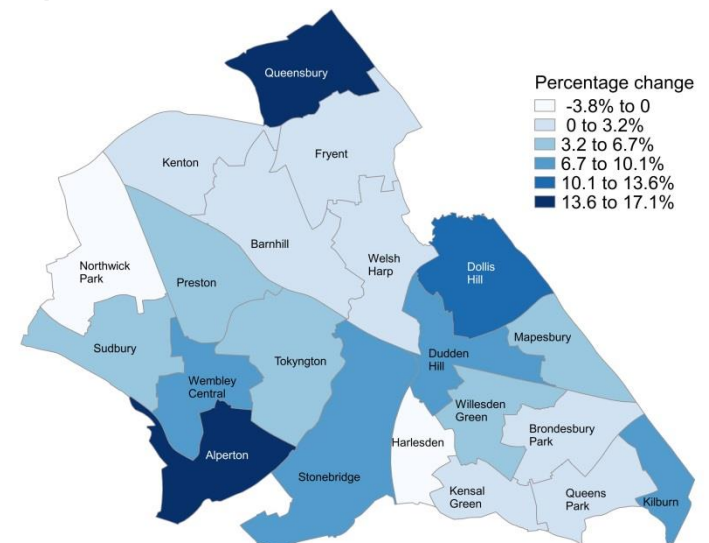 Queensbury
Percentage change
-3.8% to 0
0 to 3.2%
3.2 to 6.7%
6.7 to 10.1%
10.1 to 13.6%
13.6 to 17.1%
Kenton
Fryent
Barnhill
Welsh
Harp
Dollis
Hill
Northwick
Park
Preston
Sudbury
Tokyngton
Dudden
Hill
Mapesbury
Wembley
Central
Willesden
Green
Brondesbury
Park
Harlesden
Alperton
Stonebridge
Kensal
Green
Queens
Park
Kilburn